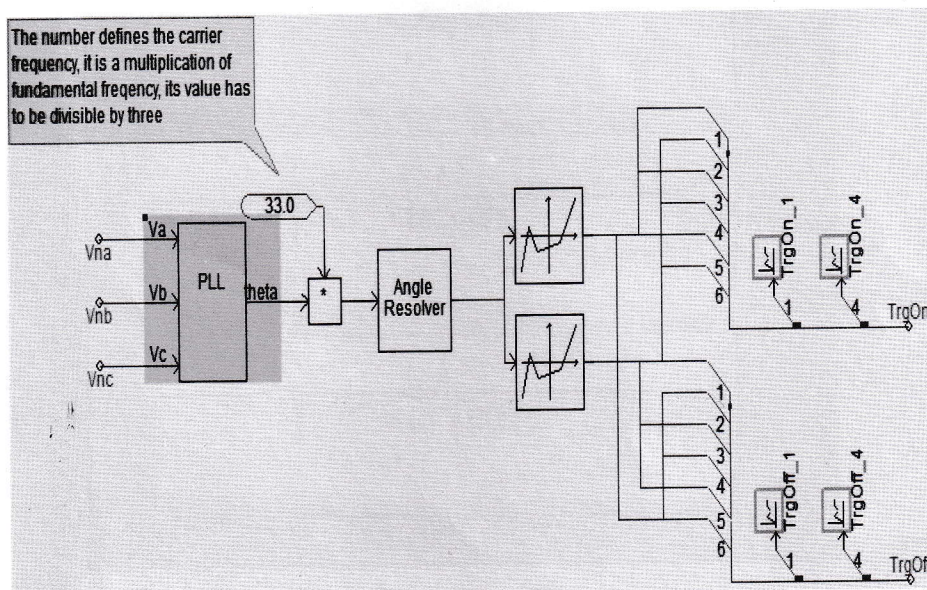 The number defines the carrier
frequency, it is a multiplication of
fundamental freqency, its value has
to be divisible by three
33.0
Va
Vna
PLL
Vb
Vnb
theta
*
Angle
Resolver
Vc
Vnc
1
2
3
4
5
6
TrgOn_1
TrgOn_4
1
4
TrgOn
1
2
3
4
5
6
TrgOff_1
TrgOff_4
1
4
TrgOf